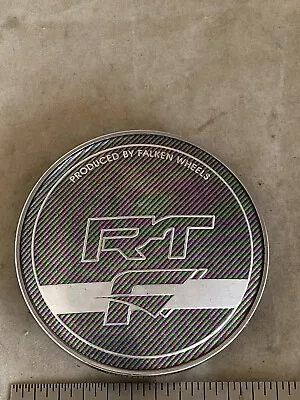 PRODUCED BY FALKEN WHEELS
RT